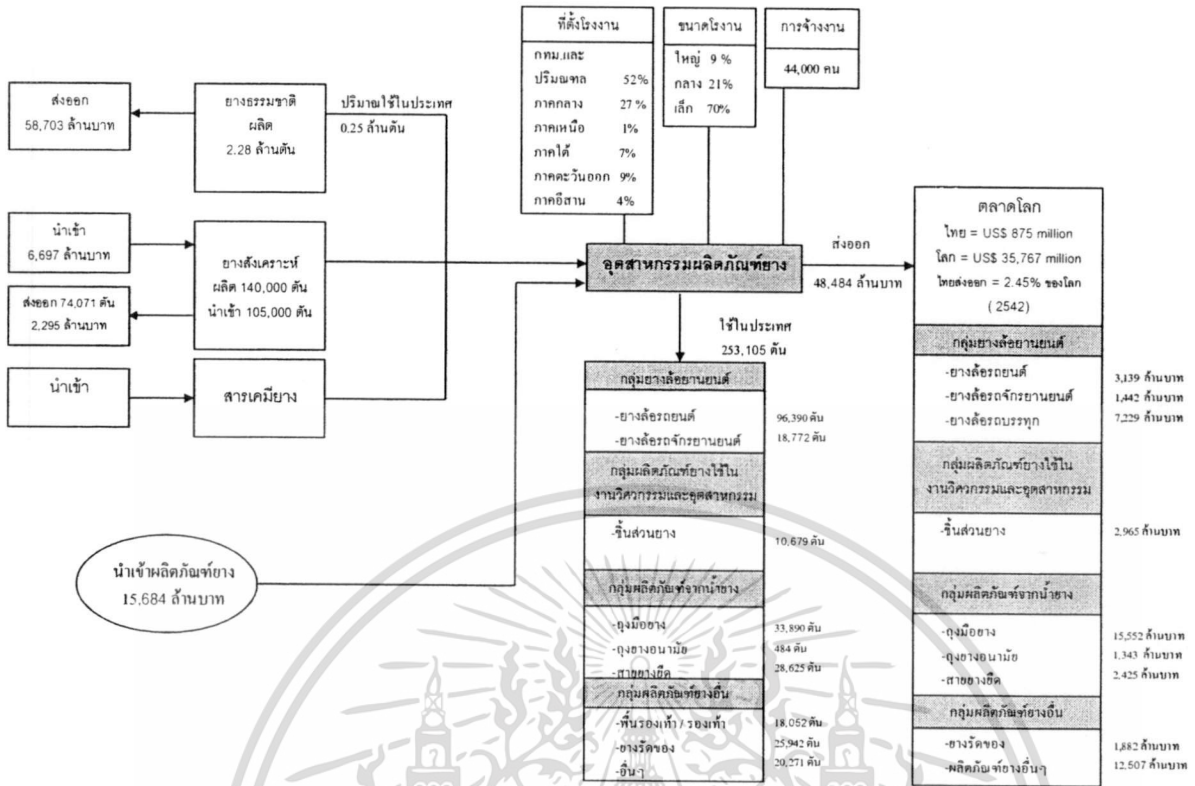 ที่ตั้งโรงงาน
กทม.และ
ปริมณฑล 52%
ภาคกลาง 27 %
ภาคเหนือ 1%
ภาคใต้ 7%
ภาคตะวันออก 9%
ภาคอีสาน 4%
ขนาดโรงาน
ใหญ่ 9 %
กลาง 21%
เล็ก 70%
การจ้างงาน
44,000 คน
ส่งออก
58,703 ล้านบาท
ยางธรรมชาติ
ผลิต
2.28 ล้านตัน
ปริมาณใช้ในประเทศ
0.25 ล้านตัน
นำเข้า
6,697 ล้านบาท
ส่งออก 74,071 ตัน
2,295 ล้านบาท
ยางสังเคราะห์
ผลิต 140,000 ตัน
นำเข้า 105,000 ตัน
นำเข้า
สารเคมียาง
นำเข้าผลิตภัณฑ์ยาง
15,684 ล้านบาท
อุตสาหกรรมผลิตภัณฑ์ยาง
ส่งออก
48,484 ล้านบาท
ใช้ในประเทศ
253,105 ตัน
กลุ่มยางล้อยานยนต์
-ยางล้อรถยนต์ 96,390 ตัน
-ยางล้อรถจักรยานยนต์ 18,772 ตัน
กลุ่มผลิตภัณฑ์ยางใช้ใน
งานวิศวกรรมและอุตสาหกรรม
-ชิ้นส่วนยาง 10,679 ตัน
กลุ่มผลิตภัณฑ์จากน้ำยาง
-ถุงมือยาง 33,890 ตัน
-ถุงยางอนามัย 484 ตัน
-สายยางยืด 28,625 ตัน
กลุ่มผลิตภัณฑ์ยางอื่น
-พื้นรองเท้า / รองเท้า 18,052 ตัน
-ยางรัดของ 25,942 ตัน
-อื่นๆ 20,271 ตัน
ตลาดโลก
ไทย = US$ 875 million
โลก = US$ 35,767 million
ไทยส่งออก = 2.45% ของโลก
( 2542)
กลุ่มยางล้อยานยนต์
-ยางล้อรถยนต์ 3,139 ล้านบาท
-ยางล้อรถจักรยานยนต์ 1,442 ล้านบาท
-ยางล้อรถบรรทุก 7,229 ล้านบาท
กลุ่มผลิตภัณฑ์ยางใช้ใน
งานวิศวกรรมและอุตสาหกรรม
-ชิ้นส่วนยาง 2,965 ล้านบาท
กลุ่มผลิตภัณฑ์จากน้ำยาง
-ถุงมือยาง 15,552 ล้านบาท
-ถุงยางอนามัย 1,343 ล้านบาท
-สายยางยืด 2,425 ล้านบาท
กลุ่มผลิตภัณฑ์ยางอื่น
-ยางรัดของ 1,882 ล้านบาท
-ผลิตภัณฑ์ยางอื่นๆ 12,507 ล้านบาท